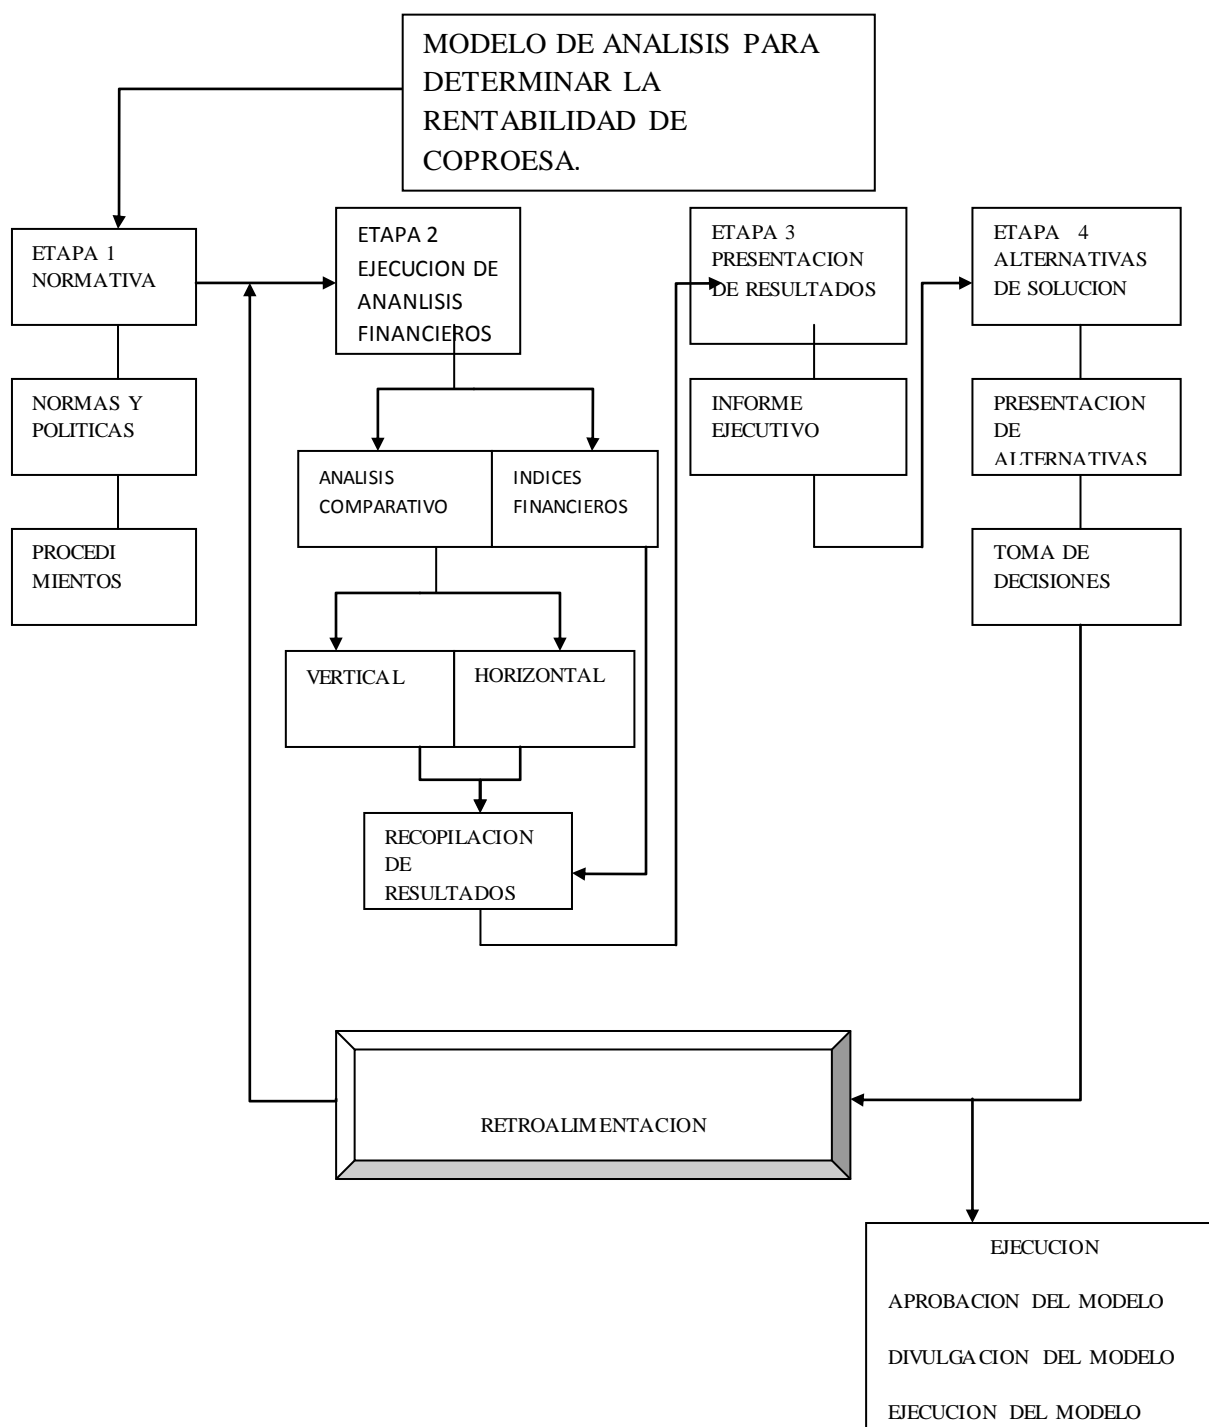 MODELO DE ANALISIS PARA
DETERMINAR LA
RENTABILIDAD DE
COPROESA.
ETAPA 1
NORMATIVA
NORMAS Y
POLITICAS
PROCEDI
MIENTOS
ETAPA 2
EJECUCION DE
ANANLISIS
FINANCIEROS
ANALISIS
COMPARATIVO
INDICES
FINANCIEROS
VERTICAL
HORIZONTAL
RECOPILACION
DE
RESULTADOS
ETAPA 3
PRESENTACION
DE RESULTADOS
INFORME
EJECUTIVO
ETAPA 4
ALTERNATIVAS
DE SOLUCION
PRESENTACION
DE
ALTERNATIVAS
TOMA DE
DECISIONES
RETROALIMENTACION
EJECUCION
APROBACION DEL MODELO
DIVULGACION DEL MODELO
EJECUCION DEL MODELO